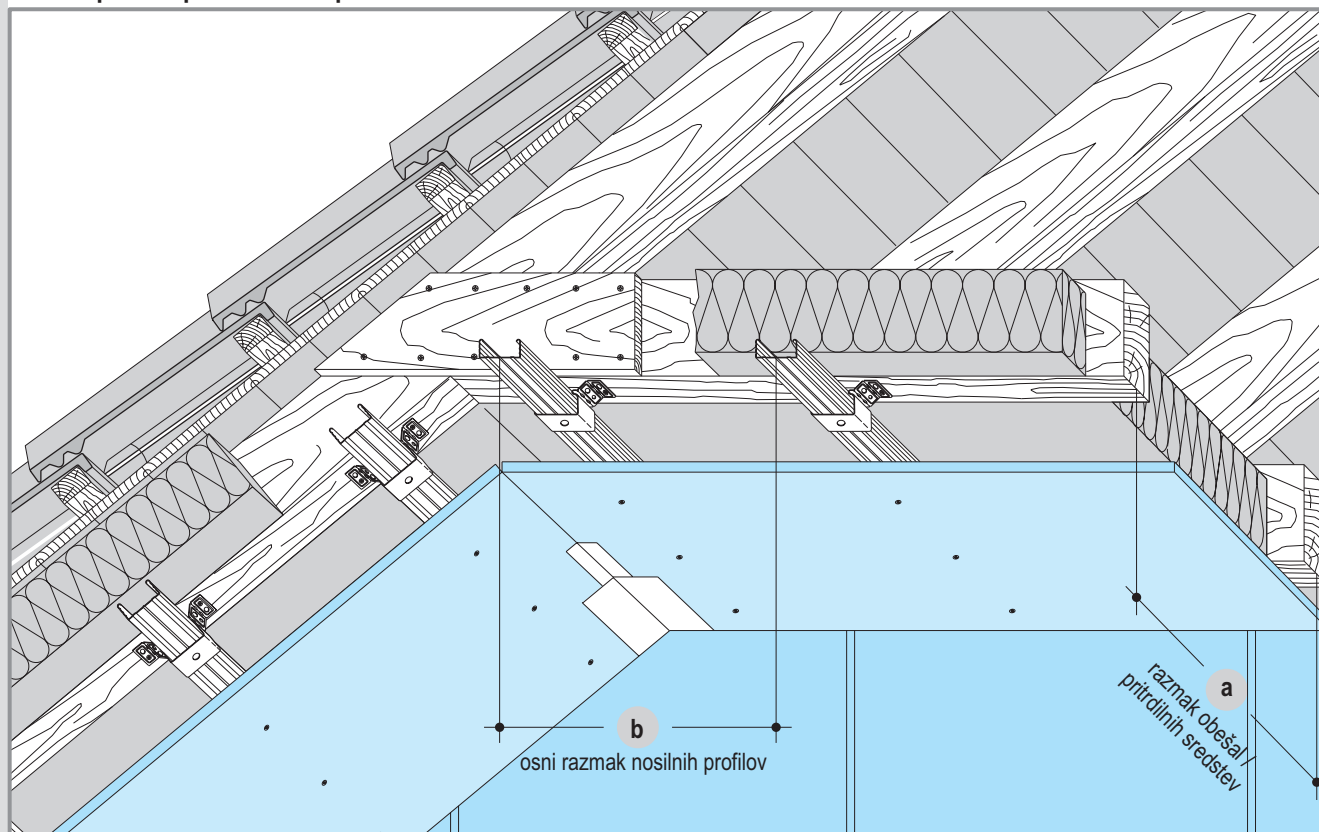 b
osni razmak nosilnih profilov
a
razmak obešal /
pritrdilnih sredstev